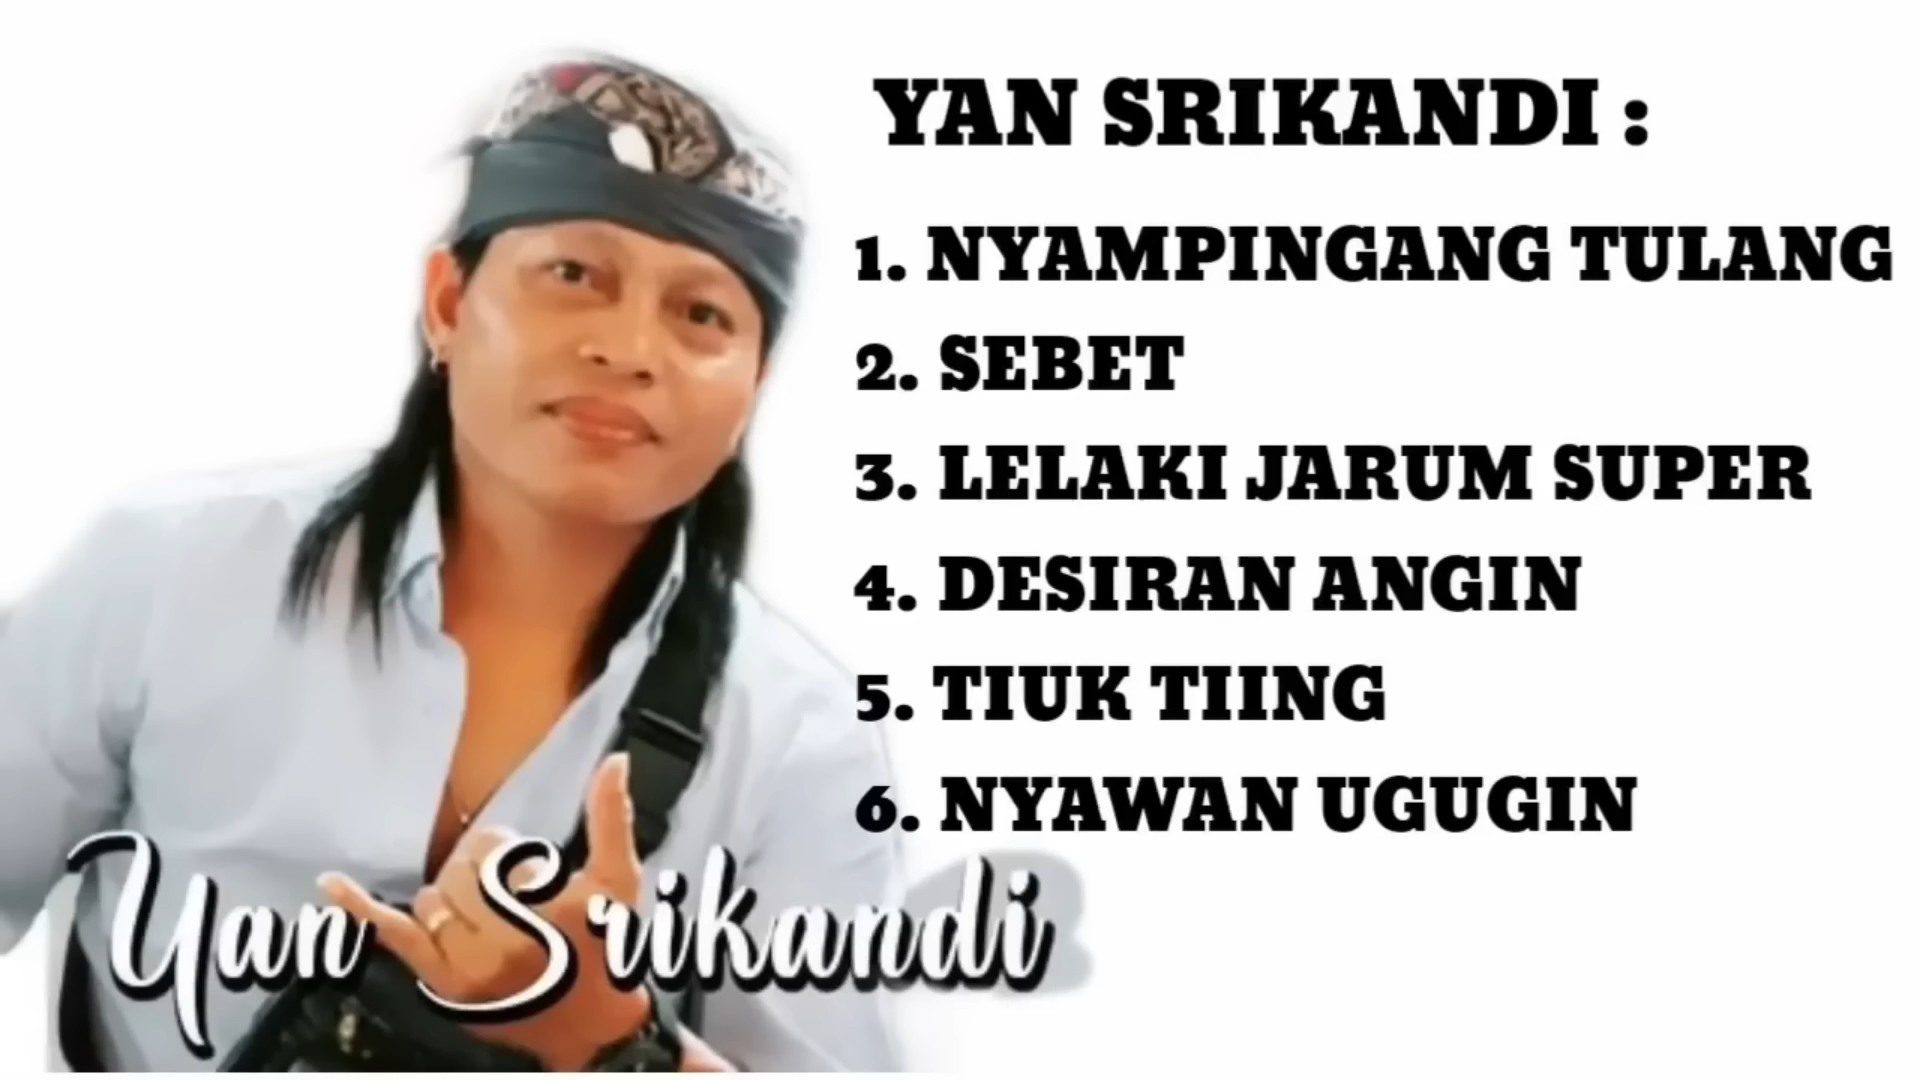 YAN SRIKANDI :
1. NYAMPINGANG TULANG
2. SEBET
3. LELAKI JARUM SUPER
4. DESIRAN ANGIN
5. TIUK TIING
6. NYAWAN UGUGIN
Yan Srikandi